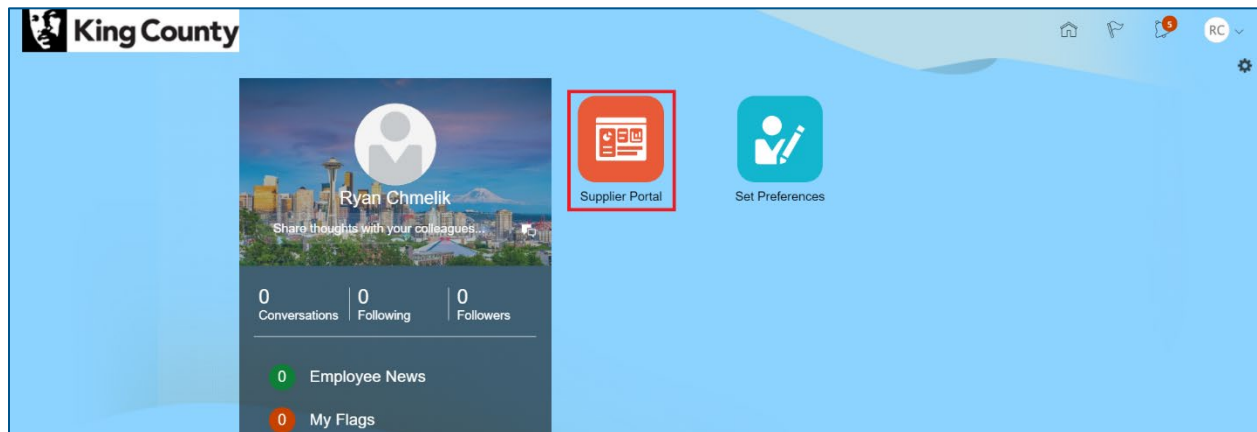 King County
5
RC
Ryan Chmelik
Share thoughts with your colleagues...
Supplier Portal
Set Preferences
0 0 0
Conversations Following Followers
0 Employee News
0 My Flags